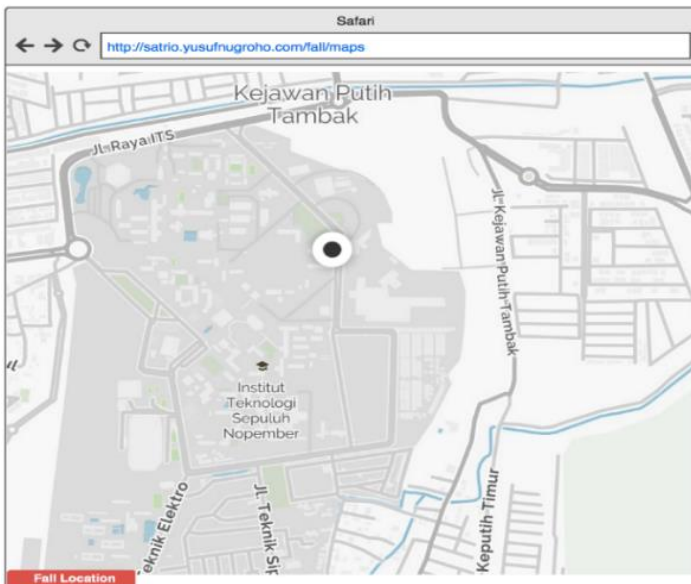 Safari
http://satrio.yusufnugroho.com/fall/maps
Kejawan Putih
Tambak
JL. Raya ITS
JL. Kejawan Putih Tambak
Institut
Teknologi
Sepuluh
Nopember
eknik Elektro
JL. Teknik Sip
Keputih Timur
Fall Location